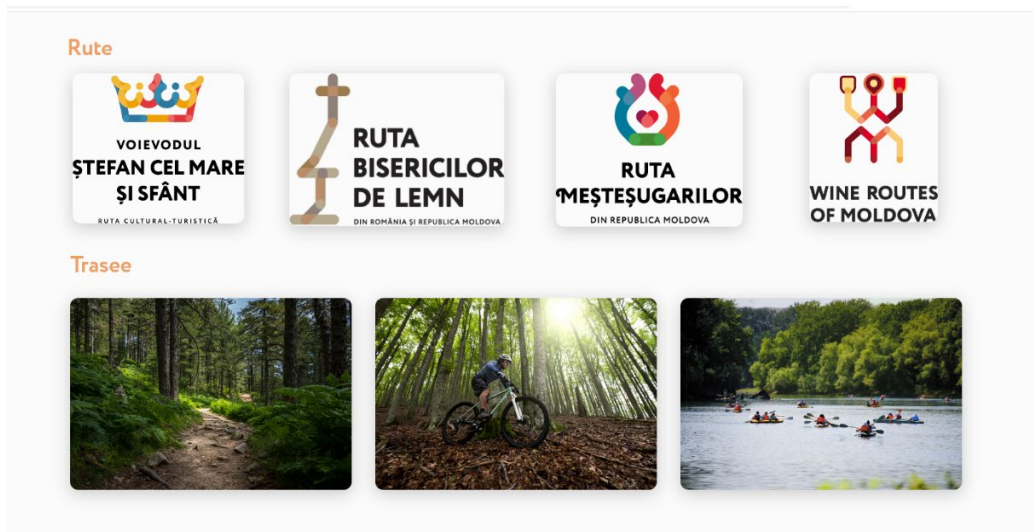 Rute
VOIEVODUL
ȘTEFAN CEL MARE
ȘI SFÂNT
RUTA CULTURAL-TURISTICĂ
RUTA
BISERICILOR
DE LEMN
DIN ROMÂNIA ȘI REPUBLICA MOLDOVA
RUTA
MEȘTEȘUGARILOR
DIN REPUBLICA MOLDOVA
WINE ROUTES
OF MOLDOVA
Trasee